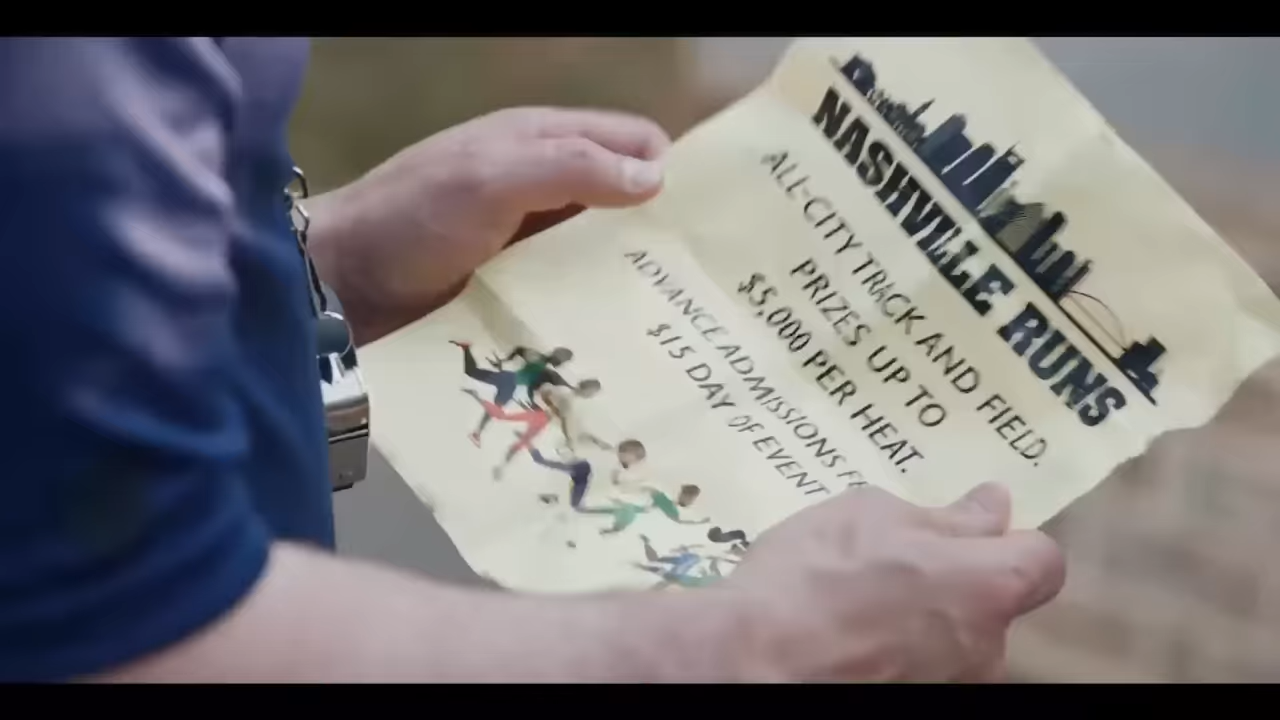 NASHVILLE RUNS
ALL-CITY TRACK AND FIELD.
PRIZES UP TO
$5,000 PER HEAT.
ADVANCE ADMISSIONS
$15 DAY OF EVENT